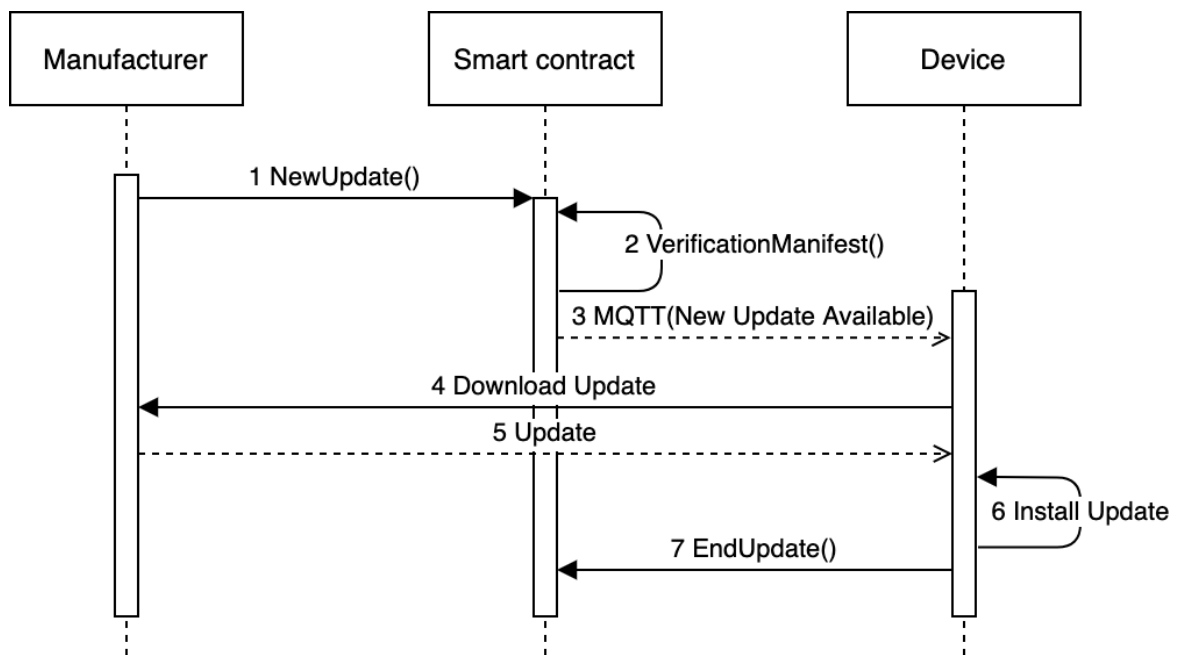 Manufacturer
Smart contract
Device
1 NewUpdate()
2 VerificationManifest()
3 MQTT(New Update Available)
4 Download Update
5 Update
6 Install Update
7 EndUpdate()